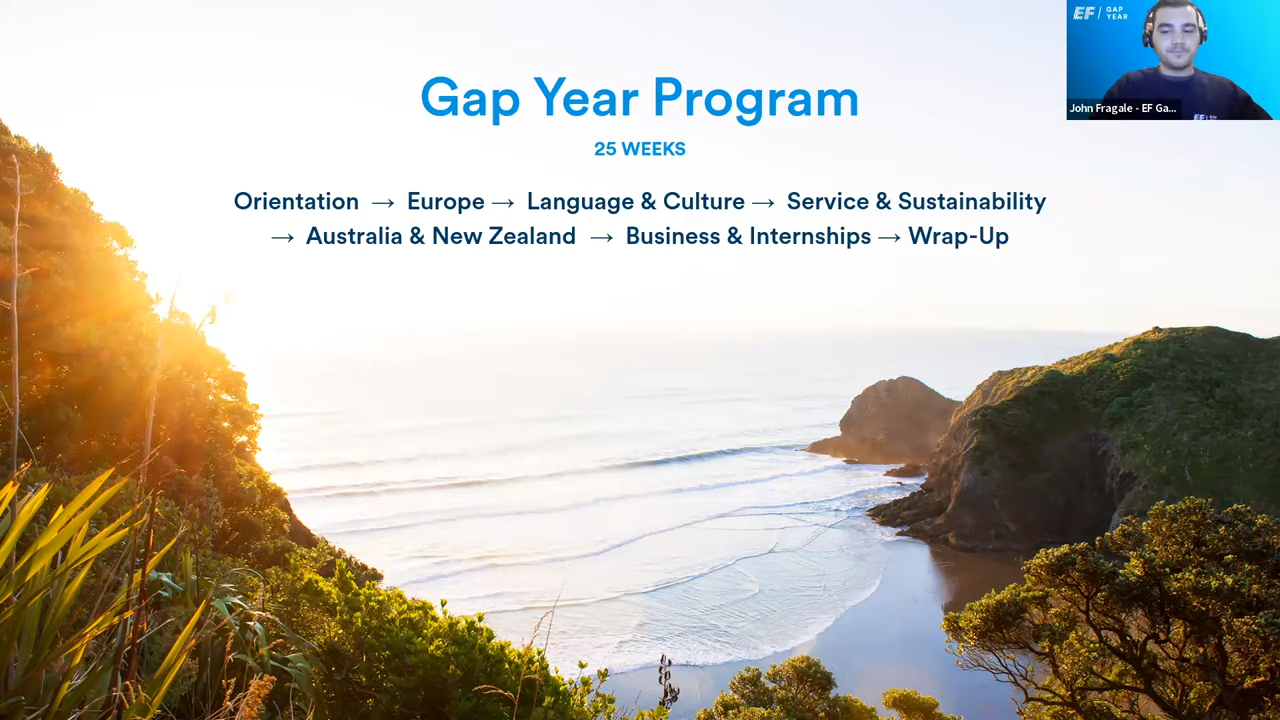 Gap Year Program
25 WEEKS
Orientation → Europe → Language & Culture → Service & Sustainability
→ Australia & New Zealand → Business & Internships → Wrap-Up
EF | GAP YEAR
John Fragale - EF Ga...
EF